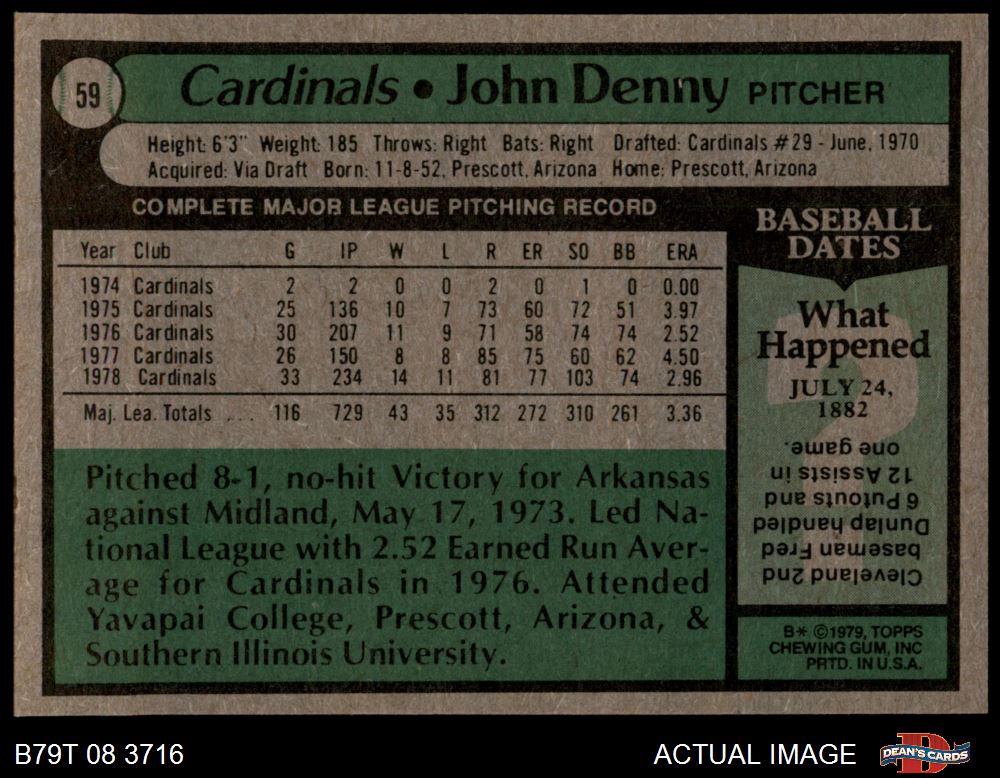 59
Cardinals • John Denny PITCHER
Height: 6'3" Weight: 185 Throws: Right Bats: Right Drafted: Cardinals #29 - June, 1970
Acquired: Via Draft Born: 11-8-52, Prescott, Arizona Home: Prescott, Arizona
COMPLETE MAJOR LEAGUE PITCHING RECORD
Year Club G IP W L R ER SO BB ERA
1974 Cardinals 2 2 0 0 2 0 1 0 0.00
1975 Cardinals 25 136 10 7 73 60 72 51 3.97
1976 Cardinals 30 207 11 9 71 58 74 74 2.52
1977 Cardinals 26 150 8 8 85 75 60 62 4.50
1978 Cardinals 33 234 14 11 81 77 103 74 2.96
Maj. Lea. Totals ... 116 729 43 35 312 272 310 261 3.36
Pitched 8-1, no-hit Victory for Arkansas
against Midland, May 17, 1973. Led Na-
tional League with 2.52 Earned Run Aver-
age for Cardinals in 1976. Attended
Yavapai College, Prescott, Arizona, &
Southern Illinois University.
BASEBALL
DATES
What
Happened
JULY 24,
1882
Cleveland 2nd
baseman Fred
Dunlap handled
6 Putouts and
12 Assists in
one game.
B* ©1979, TOPPS
CHEWING GUM, INC
PRTD. IN U.S.A.
B79T 08 3716
ACTUAL IMAGE
D
DEAN'S CARDS